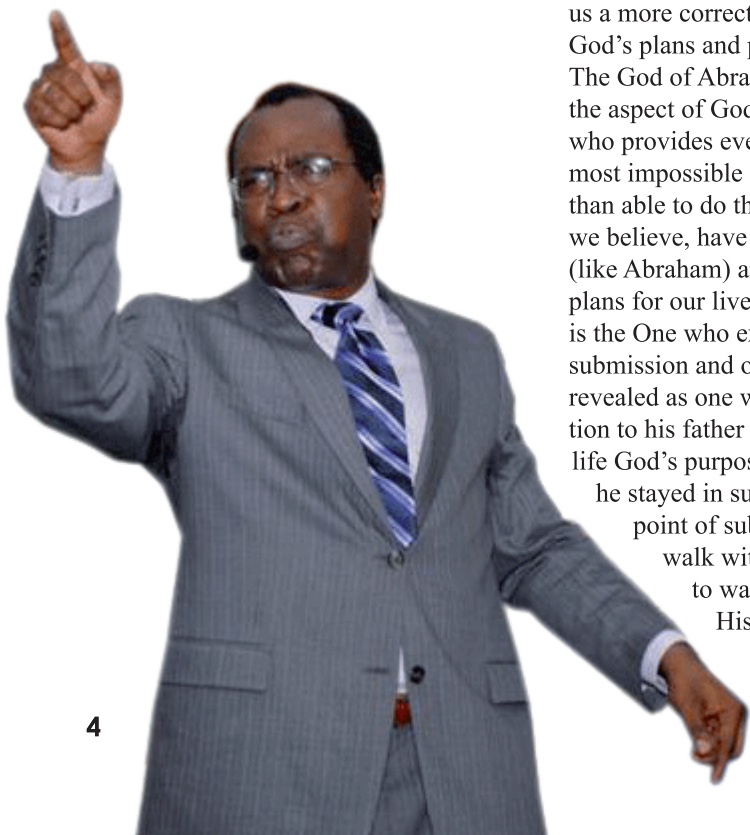 us a more correct
God’s plans and
The God of Abra
the aspect of God
who provides eve
most impossible
than able to do th
we believe, have
(like Abraham) a
plans for our live
is the One who e
submission and o
revealed as one w
tion to his father
life God’s purpos
he stayed in su
point of sub
walk wit
to wa
His
4